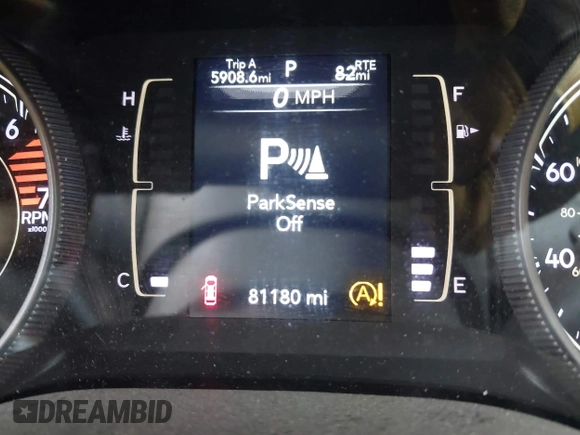 Trip A P RTE
5908.6mi 82mi
0 MPH
H F
6
P
7
RPM
x1000
ParkSense
Off
60
80
40
60
C E
81180 mi A!
DREAMBID